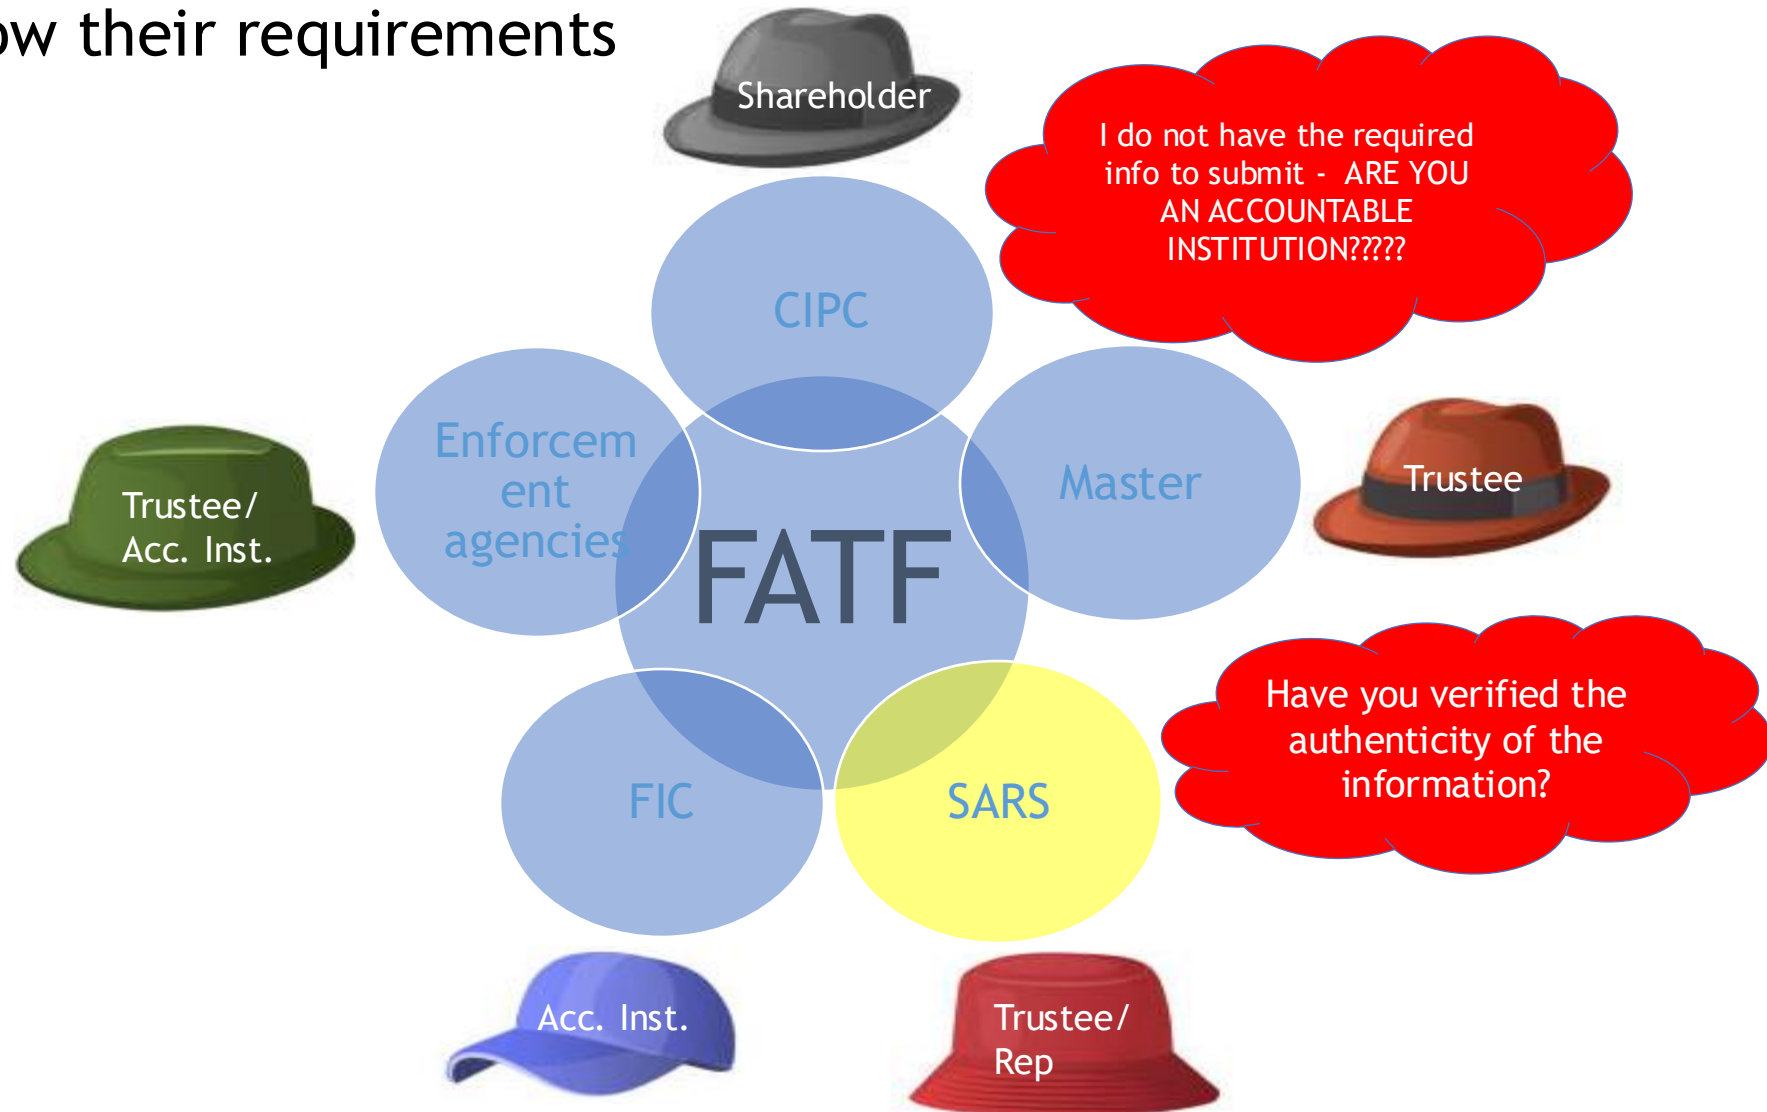 ow their requirements
Shareholder
I do not have the required
info to submit - ARE YOU
AN ACCOUNTABLE
INSTITUTION?????
CIPC
Enforcem
ent
agencies
Master
Trustee
Trustee/
Acc. Inst.
FATF
Have you verified the
authenticity of the
information?
FIC
SARS
Acc. Inst.
Trustee/
Rep